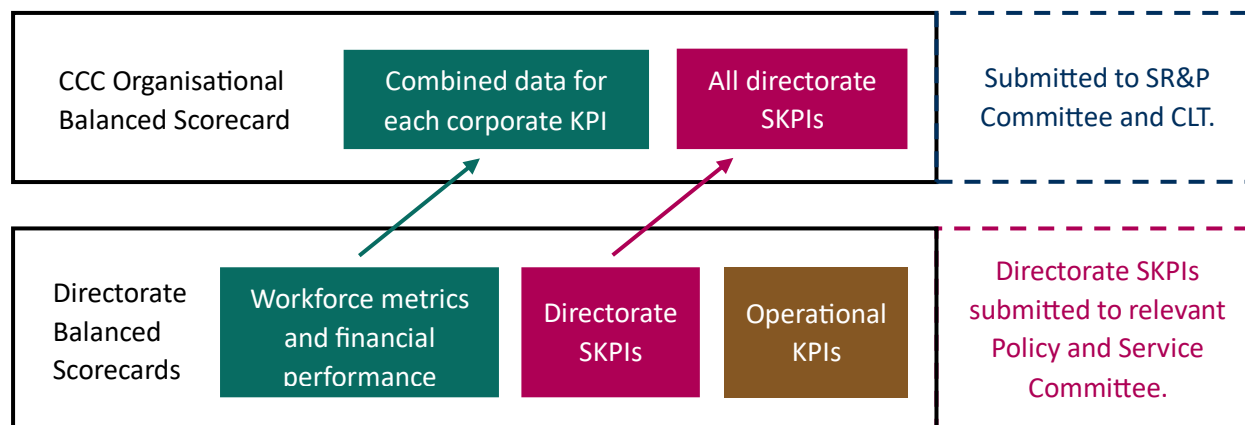 CCC Organisational
Balanced Scorecard
Combined data for
each corporate KPI
All directorate
SKPIs
Submitted to SR&P
Committee and CLT.
Directorate
Balanced
Scorecards
Workforce metrics
and financial
performance
Directorate
SKPIs
Operational
KPIs
Directorate SKPIs
submitted to relevant
Policy and Service
Committee.